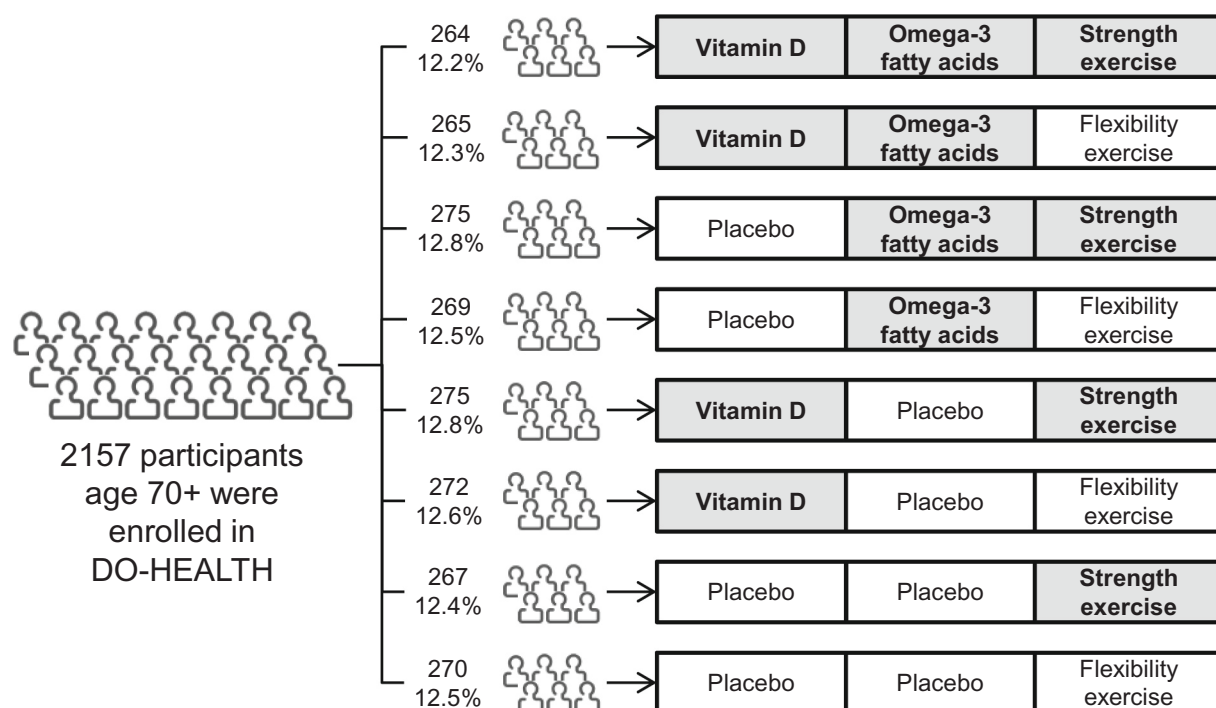 264
12.2%
Vitamin D
Omega-3
fatty acids
Strength
exercise
265
12.3%
Vitamin D
Omega-3
fatty acids
Flexibility
exercise
275
12.8%
Placebo
Omega-3
fatty acids
Strength
exercise
269
12.5%
Placebo
Omega-3
fatty acids
Flexibility
exercise
2157 participants
age 70+ were
enrolled in
DO-HEALTH
275
12.8%
Vitamin D
Placebo
Strength
exercise
272
12.6%
Vitamin D
Placebo
Flexibility
exercise
267
12.4%
Placebo
Placebo
Strength
exercise
270
12.5%
Placebo
Placebo
Flexibility
exercise